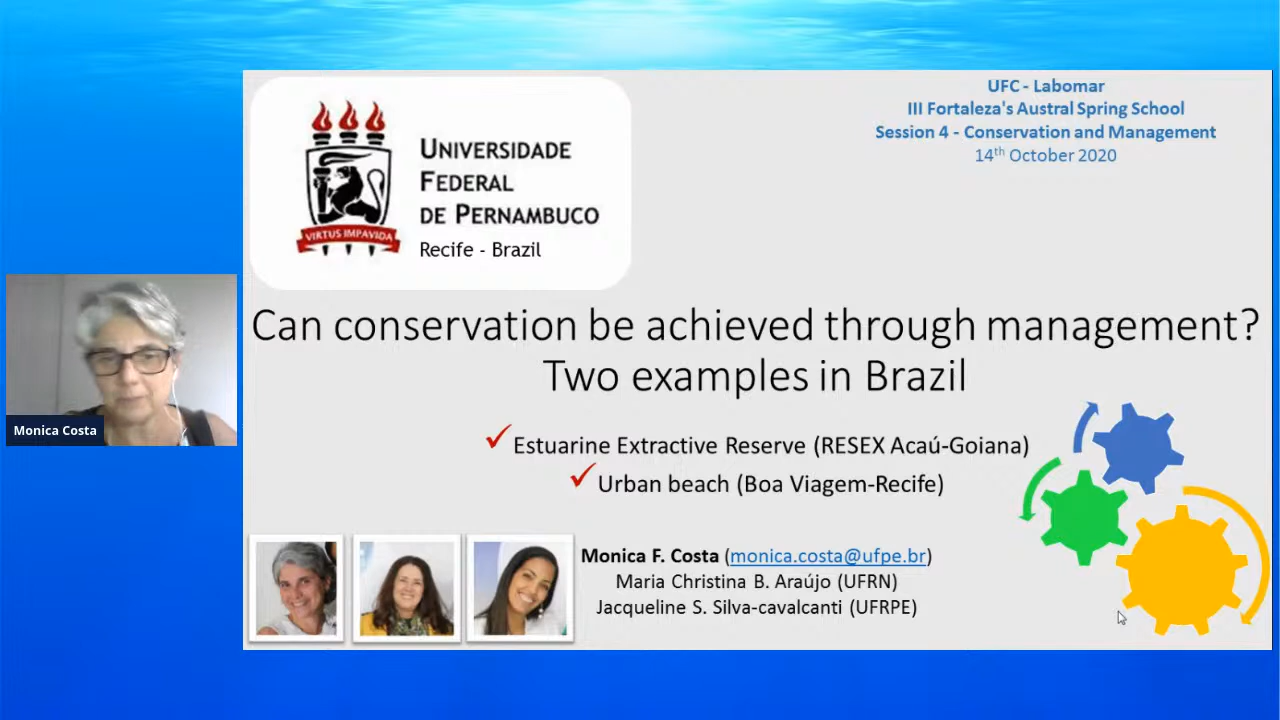 UFC - Labomar
III Fortaleza's Austral Spring School
Session 4 - Conservation and Management
14th October 2020
UNIVERSIDADE
FEDERAL
DE PERNAMBUCO
Recife - Brazil
VIRTUS IMPAVIDA
Can conservation be achieved through management?
Two examples in Brazil
Estuarine Extractive Reserve (RESEX Acaú-Goiana)
Urban beach (Boa Viagem-Recife)
Monica Costa
Monica F. Costa (monica.costa@ufpe.br)
Maria Christina B. Araújo (UFRN)
Jacqueline S. Silva-cavalcanti (UFRPE)